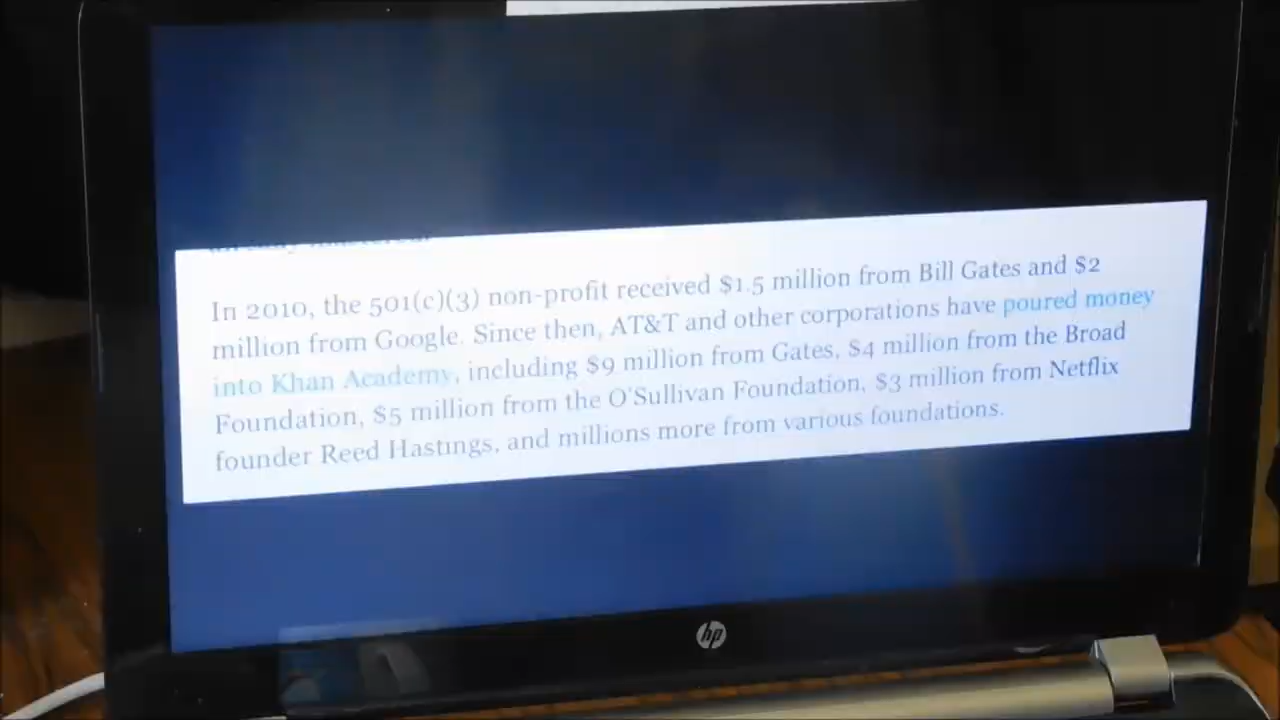 In 2010, the 501(c)(3) non-profit received $1.5 million from Bill Gates and $2
million from Google. Since then, AT&T and other corporations have poured money
into Khan Academy, including $9 million from Gates, $4 million from the Broad
Foundation, $5 million from the O'Sullivan Foundation, $3 million from Netflix
founder Reed Hastings, and millions more from various foundations.
hp